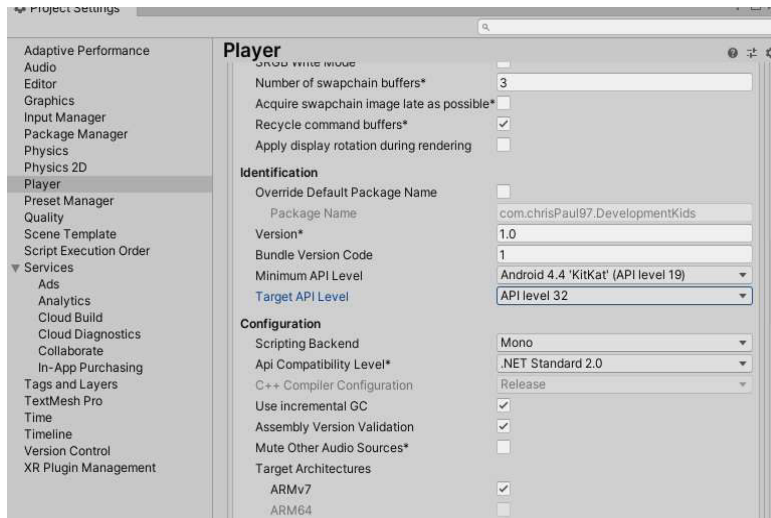 Project Settings
Adaptive Performance
Audio
Editor
Graphics
Input Manager
Package Manager
Physics
Physics 2D
Player
Preset Manager
Quality
Scene Template
Script Execution Order
Services
Ads
Analytics
Cloud Build
Cloud Diagnostics
Collaborate
In-App Purchasing
Tags and Layers
TextMesh Pro
Time
Timeline
Version Control
XR Plugin Management
Player
SRGB Write Mode
Number of swapchain buffers* 3
Acquire swapchain image late as possible*
Recycle command buffers*
Apply display rotation during rendering
Identification
Override Default Package Name
Package Name com.chrisPaul97.DevelopmentKids
Version* 1.0
Bundle Version Code 1
Minimum API Level Android 4.4 'KitKat' (API level 19)
Target API Level API level 32
Configuration
Scripting Backend Mono
Api Compatibility Level* .NET Standard 2.0
C++ Compiler Configuration Release
Use incremental GC
Assembly Version Validation
Mute Other Audio Sources*
Target Architectures
ARMv7
ARM64